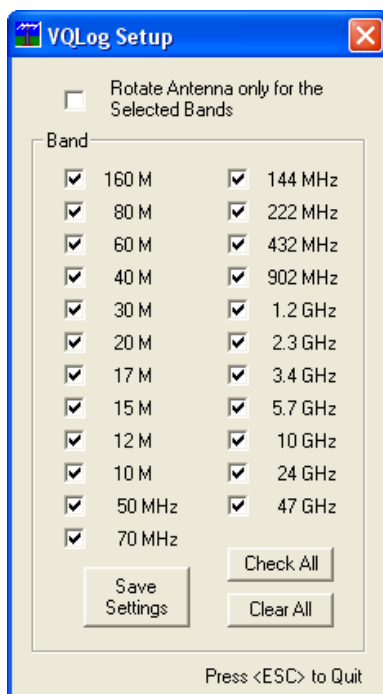 VQLog Setup
Rotate Antenna only for the
Selected Bands
Band
160 M
80 M
60 M
40 M
30 M
20 M
17 M
15 M
12 M
10 M
50 MHz
70 MHz
144 MHz
222 MHz
432 MHz
902 MHz
1.2 GHz
2.3 GHz
3.4 GHz
5.7 GHz
10 GHz
24 GHz
47 GHz
Check All
Save
Settings
Clear All
Press <ESC> to Quit